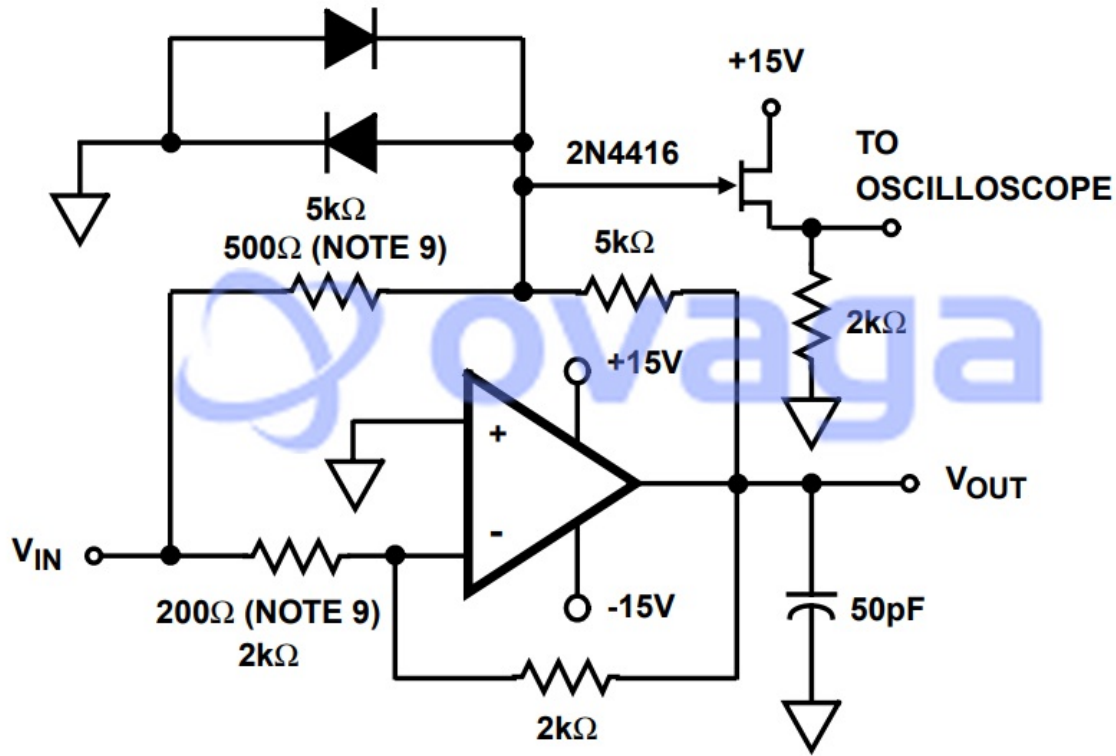 +15V
2N4416
TO
OSCILLOSCOPE
5kΩ
500Ω (NOTE 9)
5kΩ
2kΩ
ovaga
+15V
+
-
VOUT
VIN
200Ω (NOTE 9)
2kΩ
-15V
50pF
2kΩ